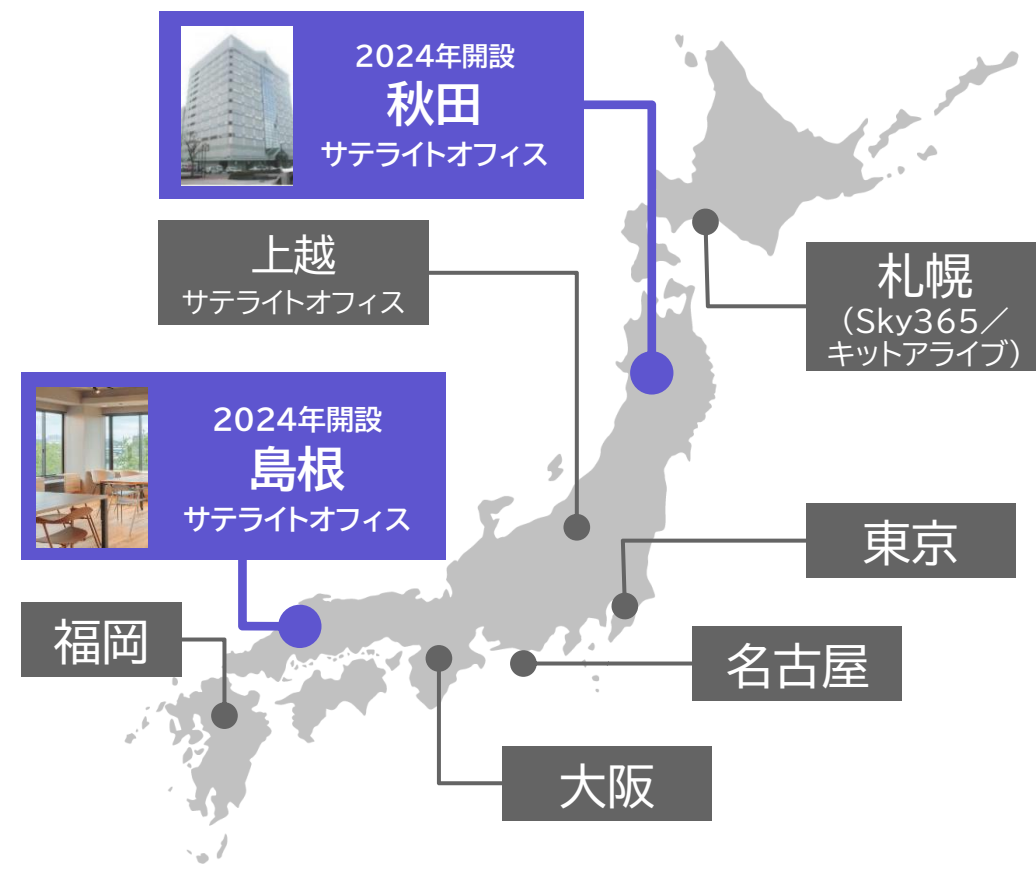 2024年開設
秋田
サテライトオフィス
上越
サテライトオフィス
札幌
(Sky365/
キットアライブ)
2024年開設
島根
サテライトオフィス
東京
福岡
名古屋
大阪